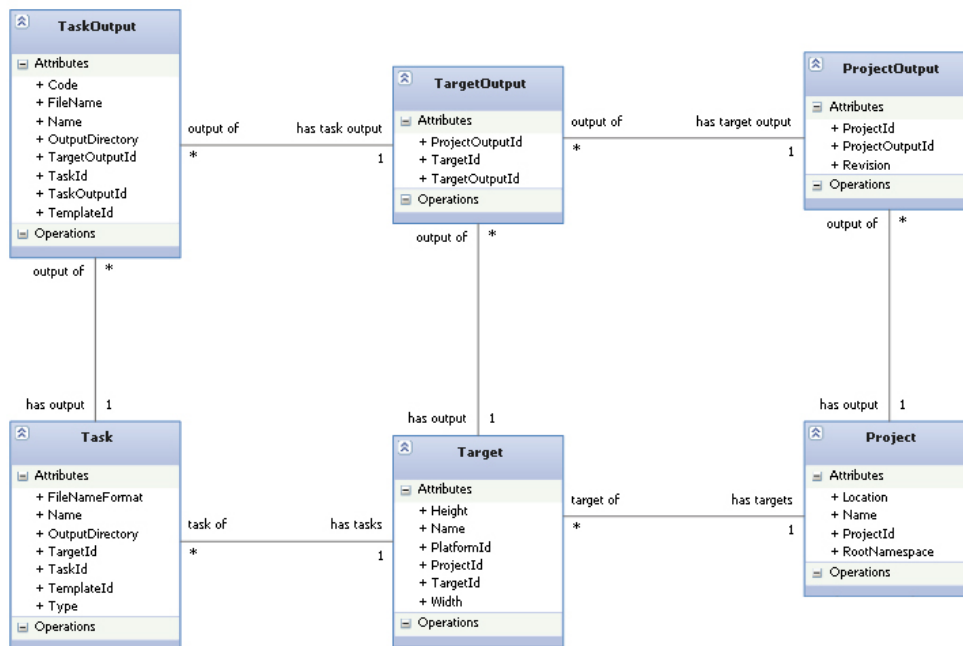 TaskOutput
Attributes
+ Code
+ FileName
+ Name
+ OutputDirectory
+ TargetOutputId
+ TaskId
+ TaskOutputId
+ TemplateId
Operations
output of
has task output
*
1
TargetOutput
Attributes
+ ProjectOutputId
+ TargetId
+ TargetOutputId
Operations
output of
has target output
*
1
ProjectOutput
Attributes
+ ProjectId
+ ProjectOutputId
+ Revision
Operations
output of
*
output of
*
output of
*
has output
1
has output
1
has output
1
Task
Attributes
+ FileNameFormat
+ Name
+ OutputDirectory
+ TargetId
+ TaskId
+ TemplateId
+ Type
Operations
task of
has tasks
*
1
Target
Attributes
+ Height
+ Name
+ PlatformId
+ ProjectId
+ TargetId
+ Width
Operations
target of
has targets
*
1
Project
Attributes
+ Location
+ Name
+ ProjectId
+ RootNamespace
Operations